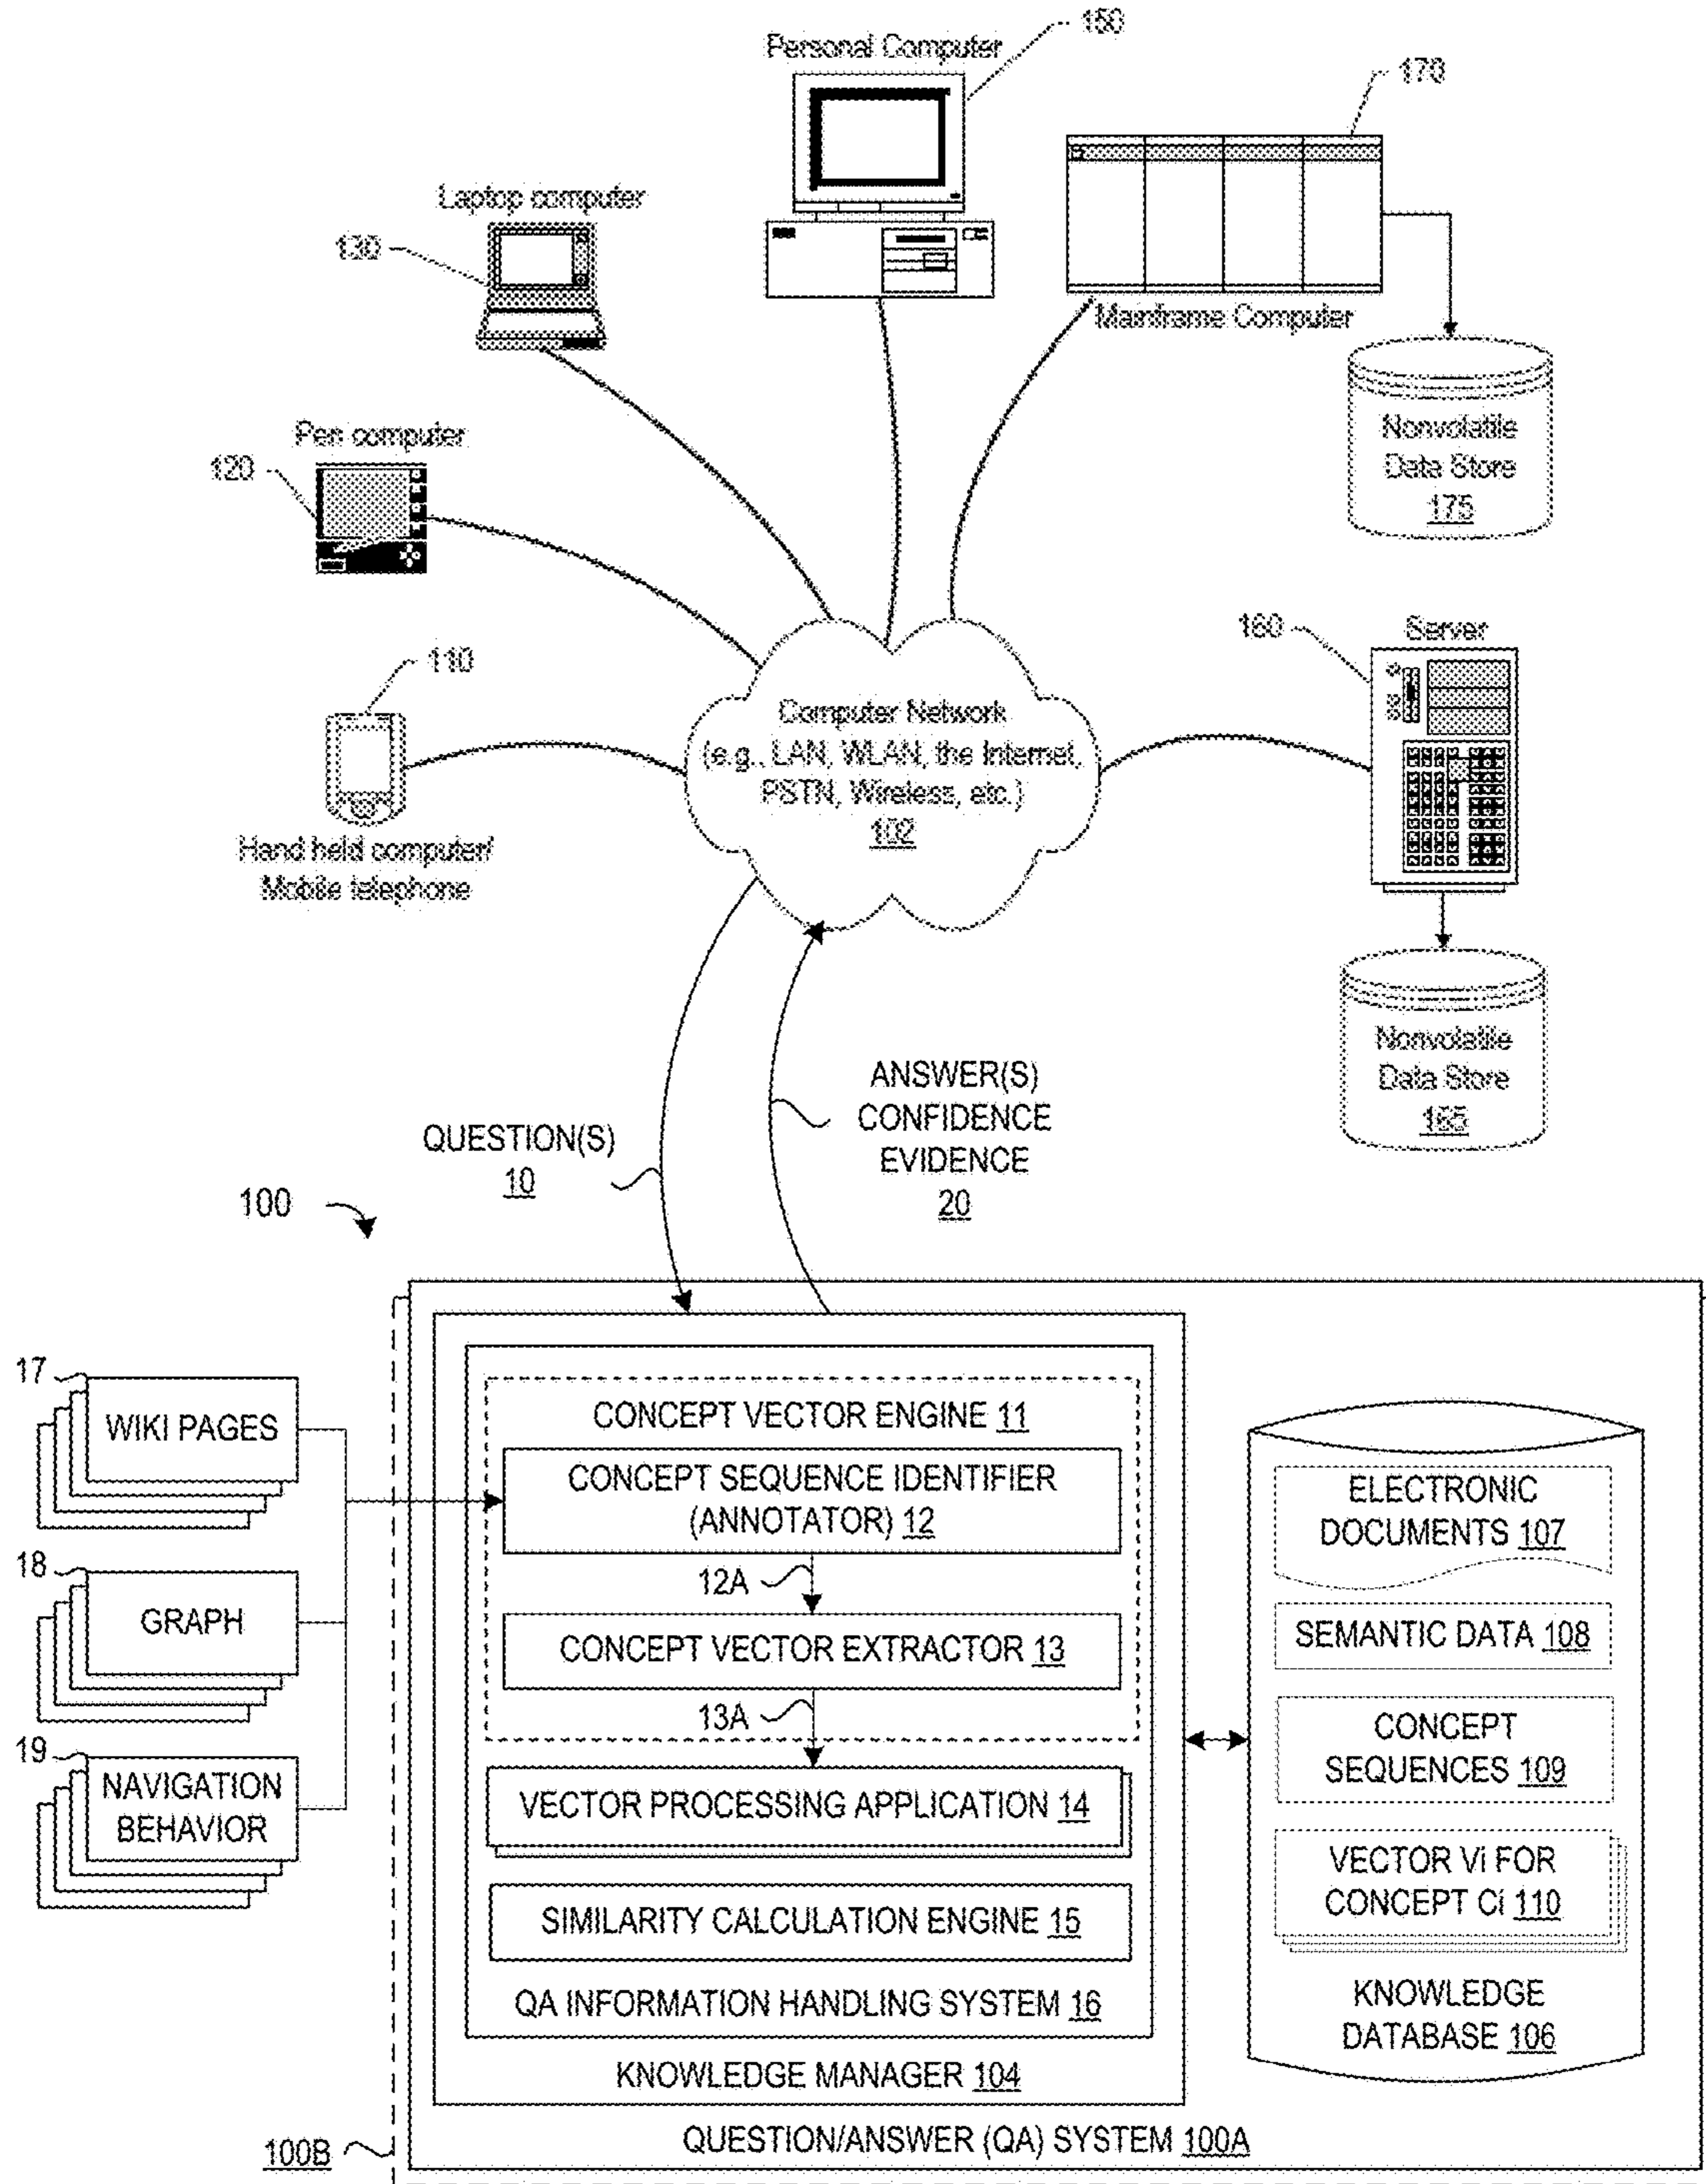 150
Personal Computer
170
Laptop computer
130
Mainframe Computer
Nonvolatile
Data Store
175
Pen computer
120
160
Server
110
Computer Network
(e.g., LAN, WLAN, the Internet,
PSTN, Wireless, etc.)
102
Hand held computer/
Mobile telephone
Nonvolatile
Data Store
165
ANSWER(S)
CONFIDENCE
EVIDENCE
20
QUESTION(S)
10
100
17
WIKI PAGES
18
GRAPH
19
NAVIGATION
BEHAVIOR
CONCEPT VECTOR ENGINE 11
CONCEPT SEQUENCE IDENTIFIER
(ANNOTATOR) 12
12A
CONCEPT VECTOR EXTRACTOR 13
13A
VECTOR PROCESSING APPLICATION 14
SIMILARITY CALCULATION ENGINE 15
QA INFORMATION HANDLING SYSTEM 16
KNOWLEDGE MANAGER 104
ELECTRONIC
DOCUMENTS 107
SEMANTIC DATA 108
CONCEPT
SEQUENCES 109
VECTOR Vi FOR
CONCEPT Ci 110
KNOWLEDGE
DATABASE 106
100B
QUESTION/ANSWER (QA) SYSTEM 100A